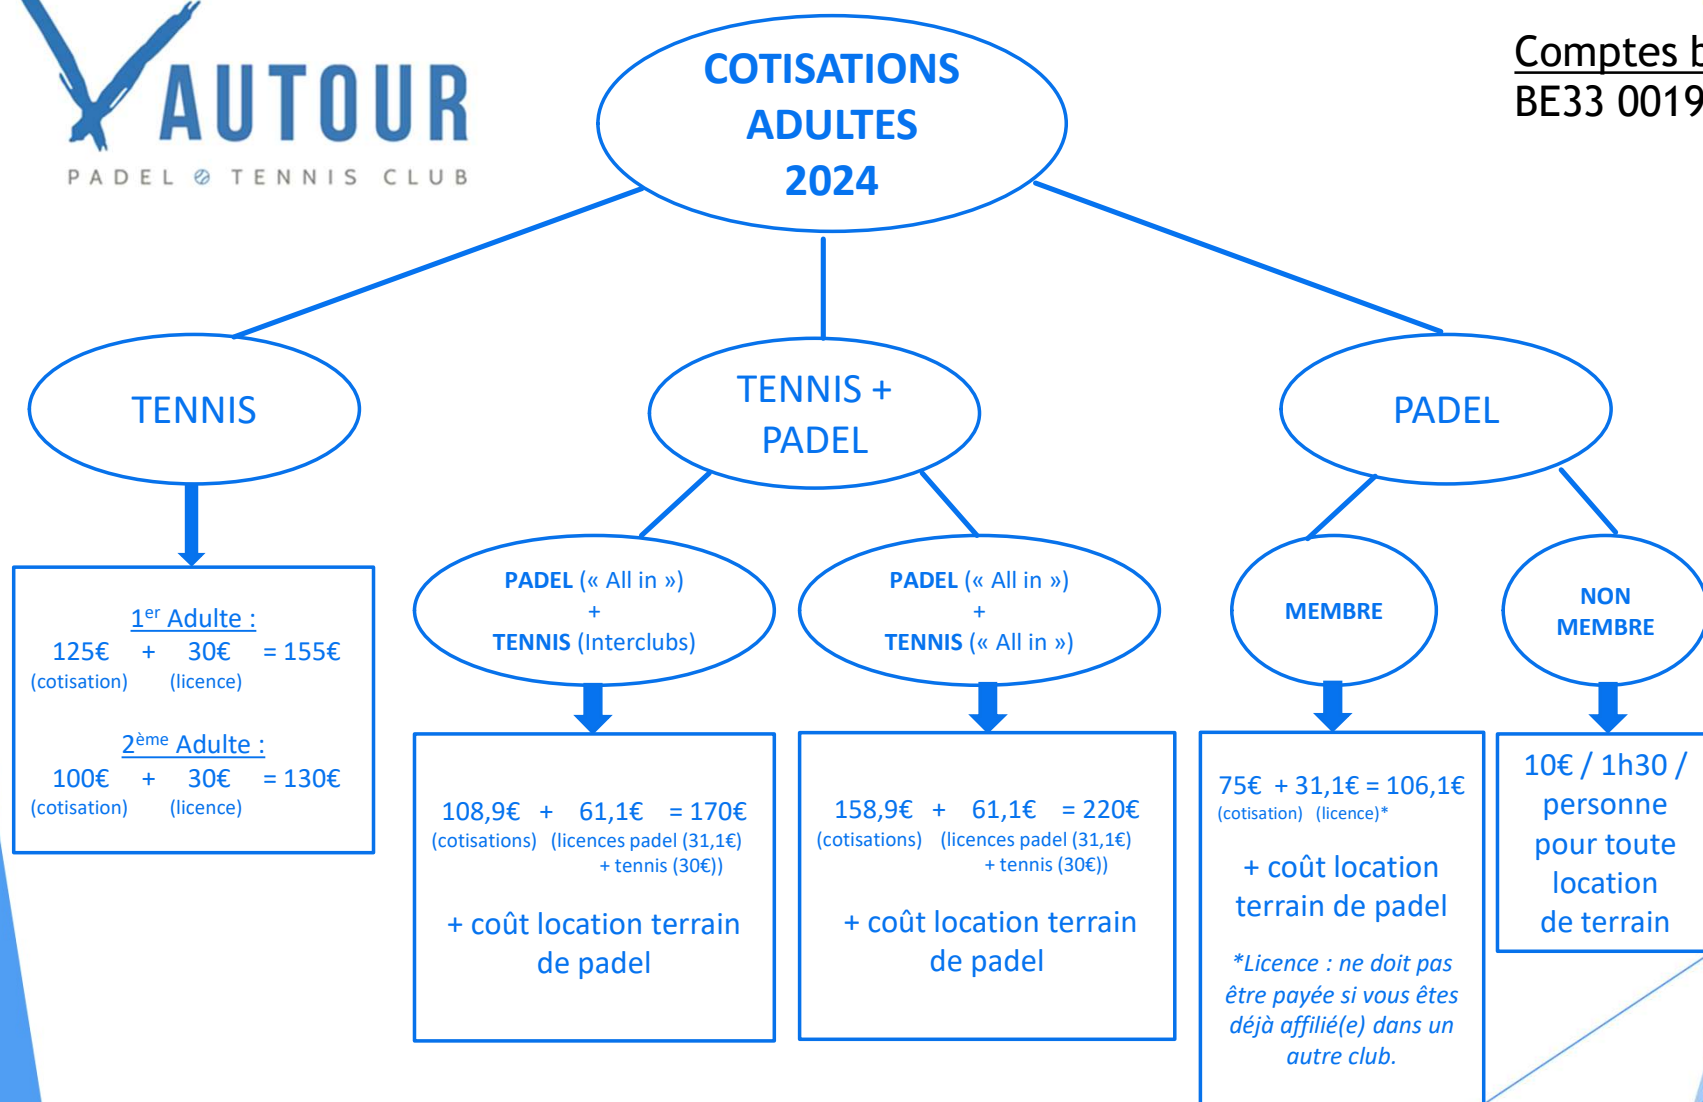 VAUTOUR
PADEL TENNIS CLUB
COTISATIONS
ADULTES
2024
Comptes
BE33 0019
TENNIS
TENNIS +
PADEL
PADEL
1er Adulte :
125€ + 30€ = 155€
(cotisation) (licence)
2ème Adulte :
100€ + 30€ = 130€
(cotisation) (licence)
PADEL (« All in »)
+
TENNIS (Interclubs)
108,9€ + 61,1€ = 170€
(cotisations) (licences padel (31,1€)
+ tennis (30€))
+ coût location terrain
de padel
PADEL (« All in »)
+
TENNIS (« All in »)
158,9€ + 61,1€ = 220€
(cotisations) (licences padel (31,1€)
+ tennis (30€))
+ coût location terrain
de padel
MEMBRE
75€ + 31,1€ = 106,1€
(cotisation) (licence)*
+ coût location
terrain de padel
*Licence : ne doit pas
être payée si vous êtes
déjà affilié(e) dans un
autre club.
NON
MEMBRE
10€ / 1h30 /
personne
pour toute
location
de terrain